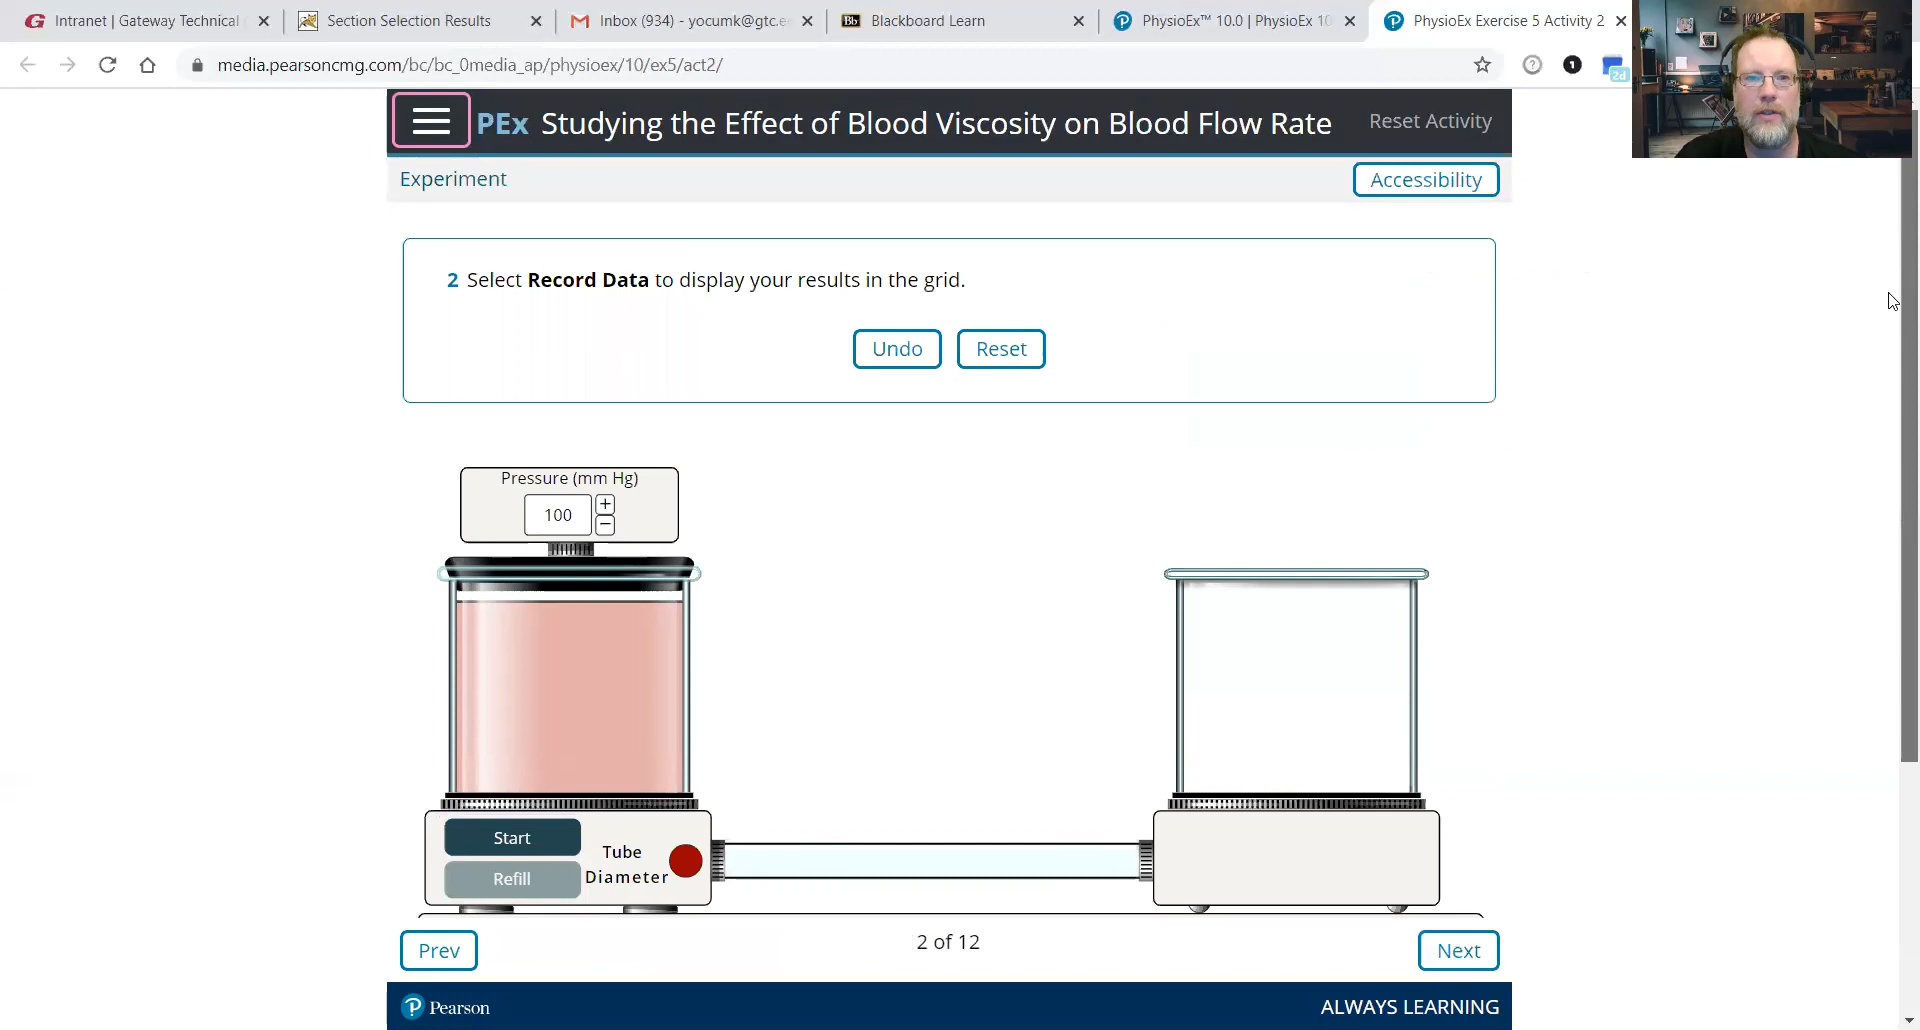 Intranet | Gateway Technical
Section Selection Results
Inbox (934) - yocumk@gtc.e
Bb
Blackboard Learn
PhysioEx™ 10.0 | PhysioEx 10
PhysioEx Exercise 5 Activity 2
media.pearsoncmg.com/bc/bc_0media_ap/physioex/10/ex5/act2/
2d
PEx Studying the Effect of Blood Viscosity on Blood Flow Rate
Reset Activity
Experiment
Accessibility
2 Select Record Data to display your results in the grid.
Undo
Reset
Pressure (mm Hg)
100
+
−
Start
Refill
Tube
Diameter
Prev
2 of 12
Next
Pearson
ALWAYS LEARNING